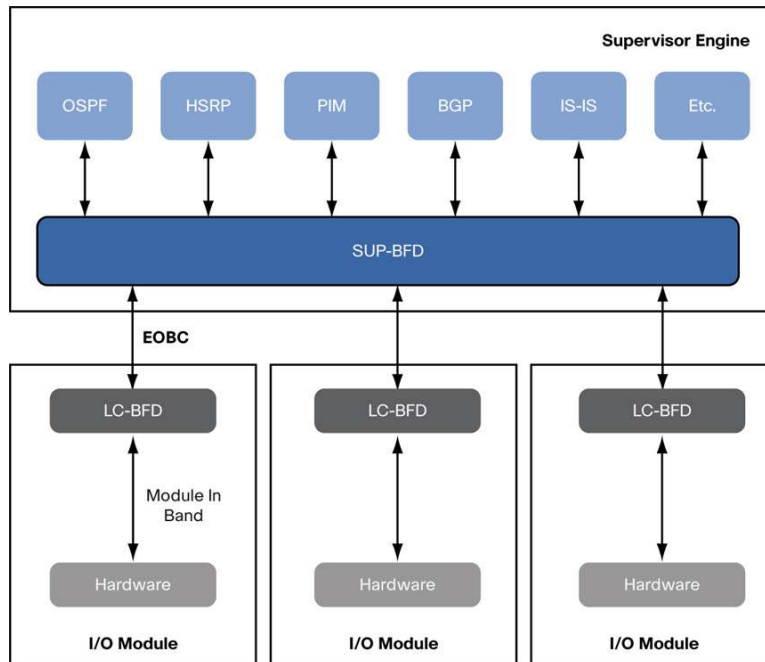 Supervisor Engine
OSPF
HSRP
PIM
BGP
IS-IS
Etc.
SUP-BFD
EOBC
LC-BFD
LC-BFD
LC-BFD
Module In
Band
Hardware
Hardware
Hardware
I/O Module
I/O Module
I/O Module